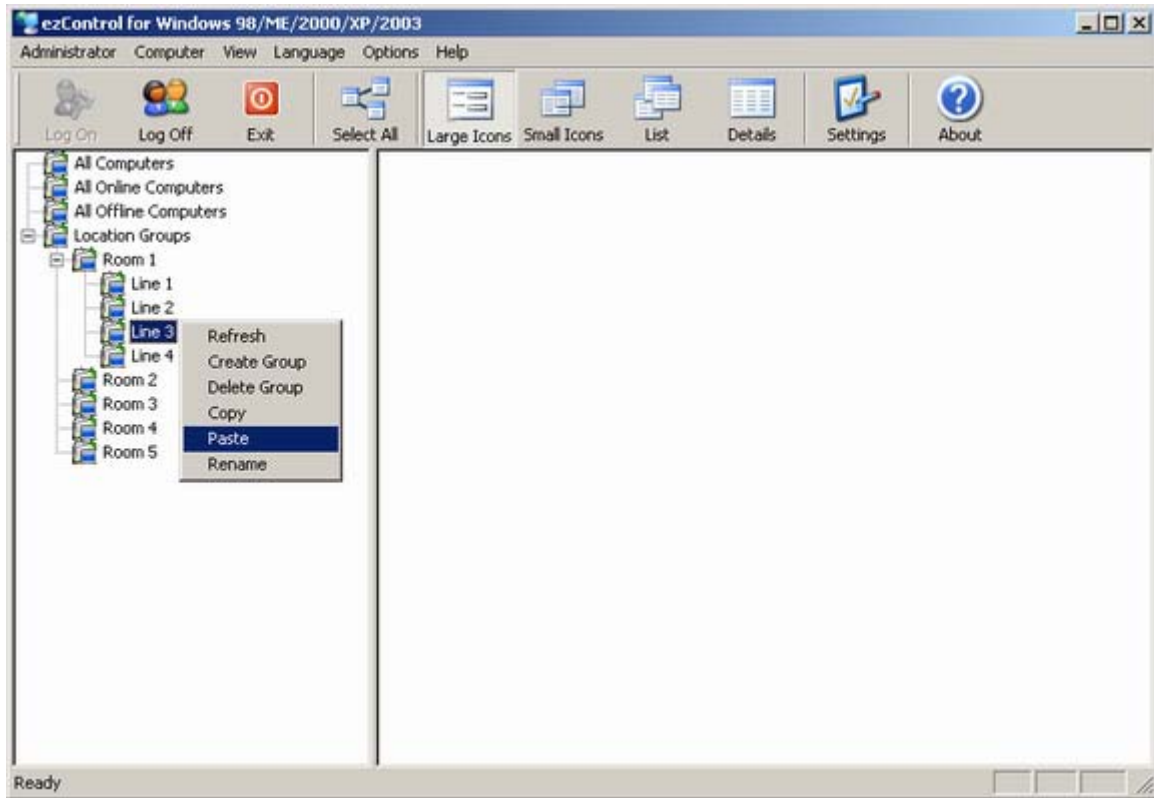 ezControl for Windows 98/ME/2000/XP/2003
Administrator Computer View Language Options Help
Log On Log Off Exit Select All Large Icons Small Icons List Details Settings About
All Computers
All Online Computers
All Offline Computers
Location Groups
Room 1
Line 1
Line 2
Line 3
Line 4
Room 2
Room 3
Room 4
Room 5
Refresh
Create Group
Delete Group
Copy
Paste
Rename
Ready